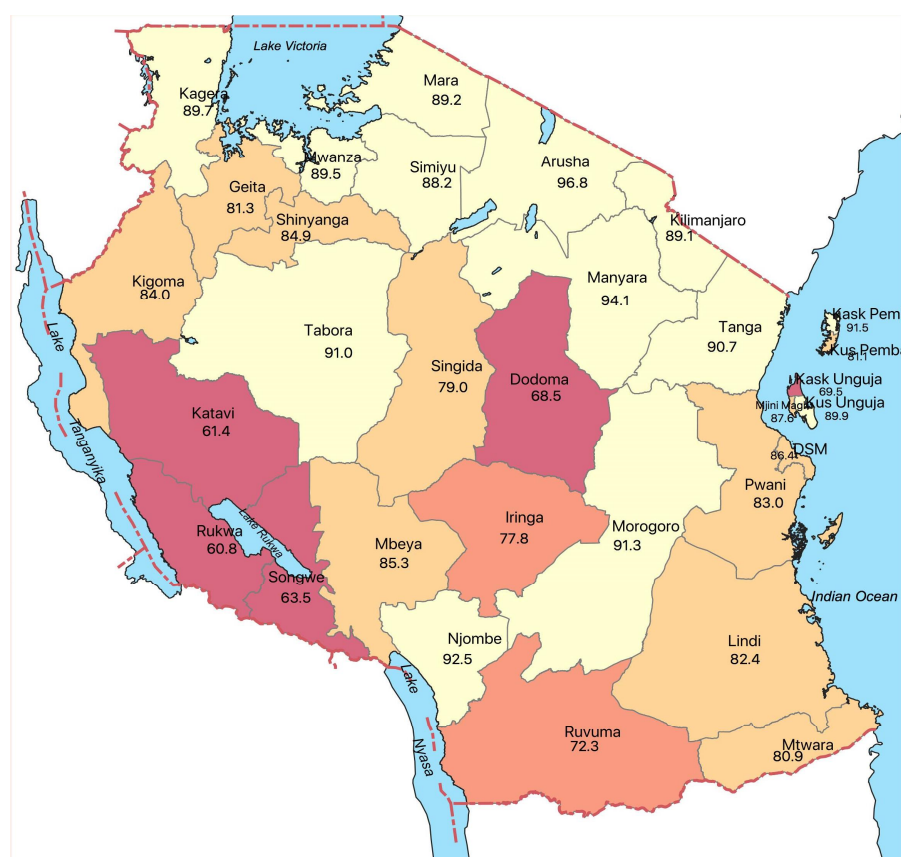 Lake Victoria
Mara
89.2
Kagera
89.7
Mwanza
89.5
Simiyu
88.2
Arusha
96.8
Geita
81.3
Shinyanga
84.9
Kilimanjaro
89.1
Kigoma
84.0
Manyara
94.1
Tabora
91.0
Tanga
90.7
Kask Pem
91.5
Kus Pemba
81.1
Lake
Singida
79.0
Dodoma
68.5
Kask Unguja
69.5
Kus Unguja
89.9
Mjini Mag
87.6
Katavi
61.4
Tanganyika
DSM
86.4
Pwani
83.0
Rukwa
60.8
Lake Rukwa
Iringa
77.8
Morogoro
91.3
Mbeya
85.3
Songwe
63.5
Indian Ocean
Njombe
92.5
Lindi
82.4
Lake
Nyasa
Ruvuma
72.3
Mtwara
80.9